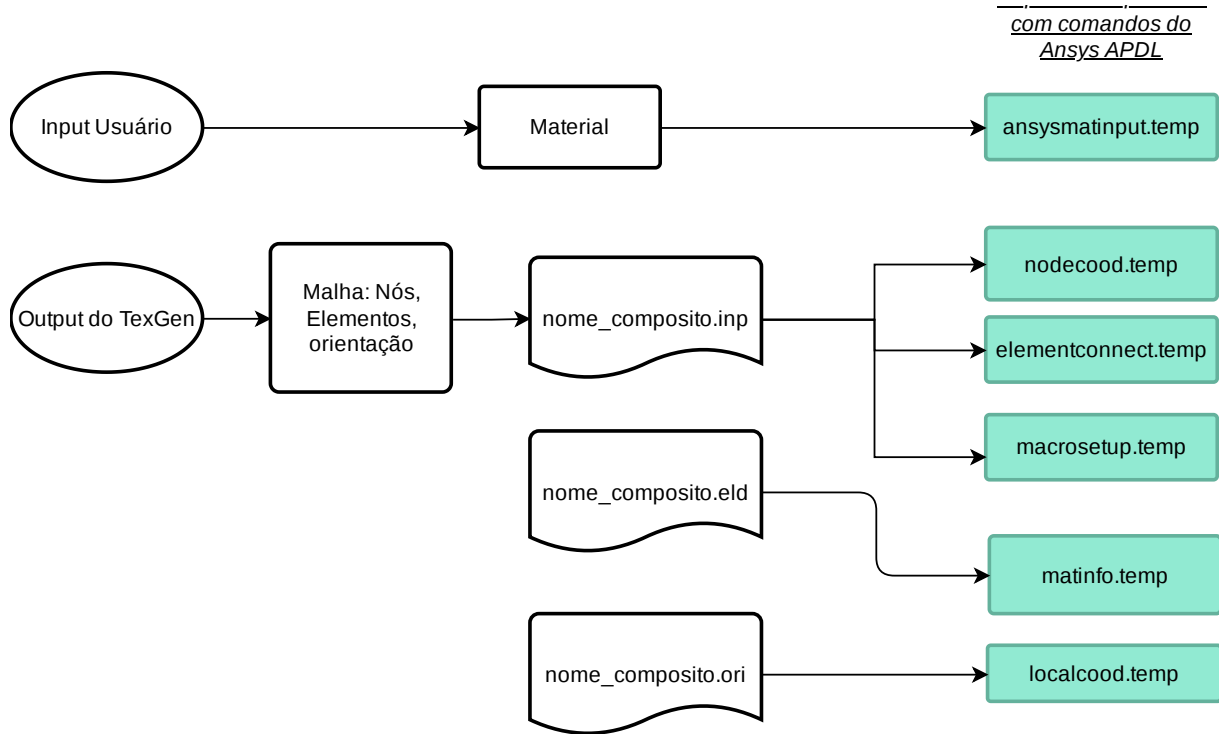 com comandos do
Ansys APDL
Input Usuário
Material
ansysmatinput.temp
Output do TexGen
Malha: Nós,
Elementos,
orientação
nome_composito.inp
nodecood.temp
elementconnect.temp
macrosetup.temp
nome_composito.eld
matinfo.temp
nome_composito.ori
localcood.temp